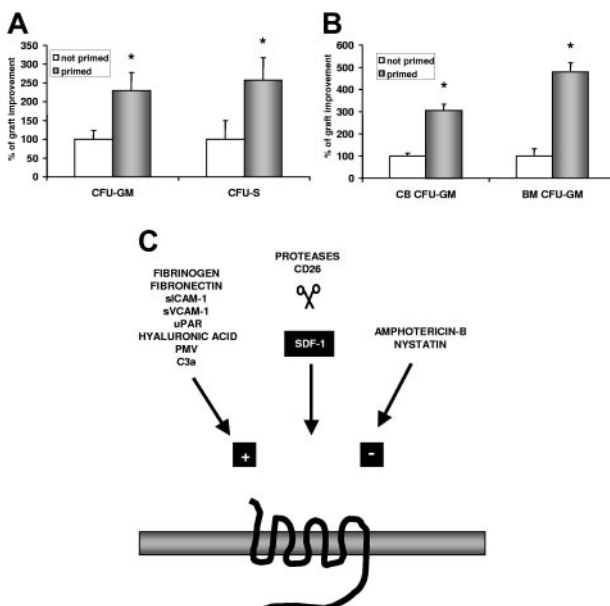 A
% of graft improvement
350
300
250
200
150
100
50
0
not primed
primed
*
*
CFU-GM
CFU-S
B
% of graft improvement
600
500
400
300
200
100
0
not primed
primed
*
*
CB CFU-GM
BM CFU-GM
C
FIBRINOGEN
FIBRONECTIN
sICAM-1
sVCAM-1
uPAR
HYALURONIC ACID
PMV
C3a
PROTEASES
CD26
SDF-1
AMPHOTERICIN-B
NYSTATIN
+
-